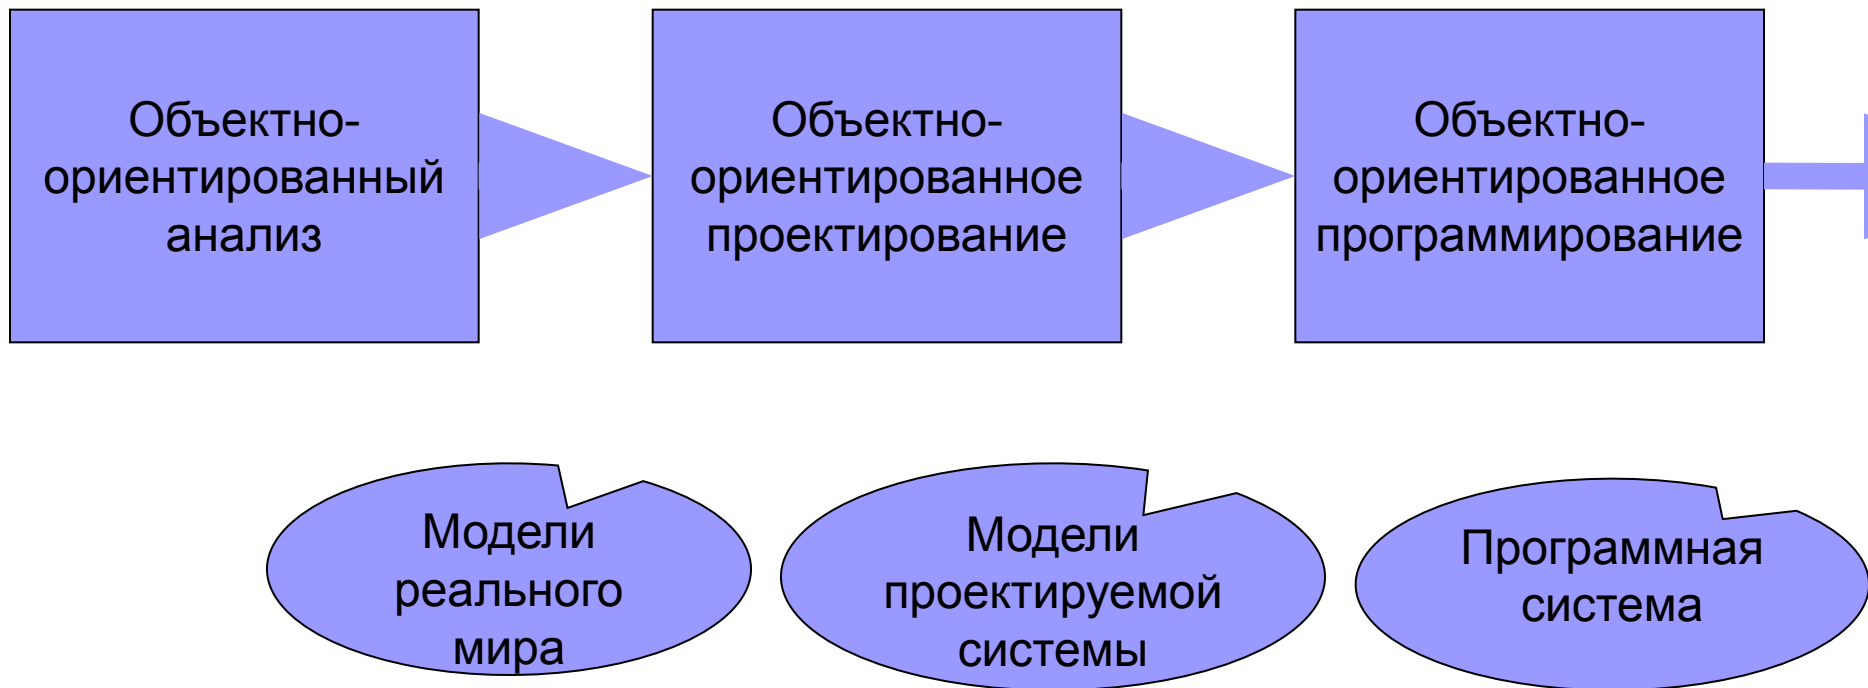 Объектно-
ориентированный
анализ
Объектно-
ориентированное
проектирование
Объектно-
ориентированное
программирование
Модели
реального
мира
Модели
проектируемой
системы
Программная
система